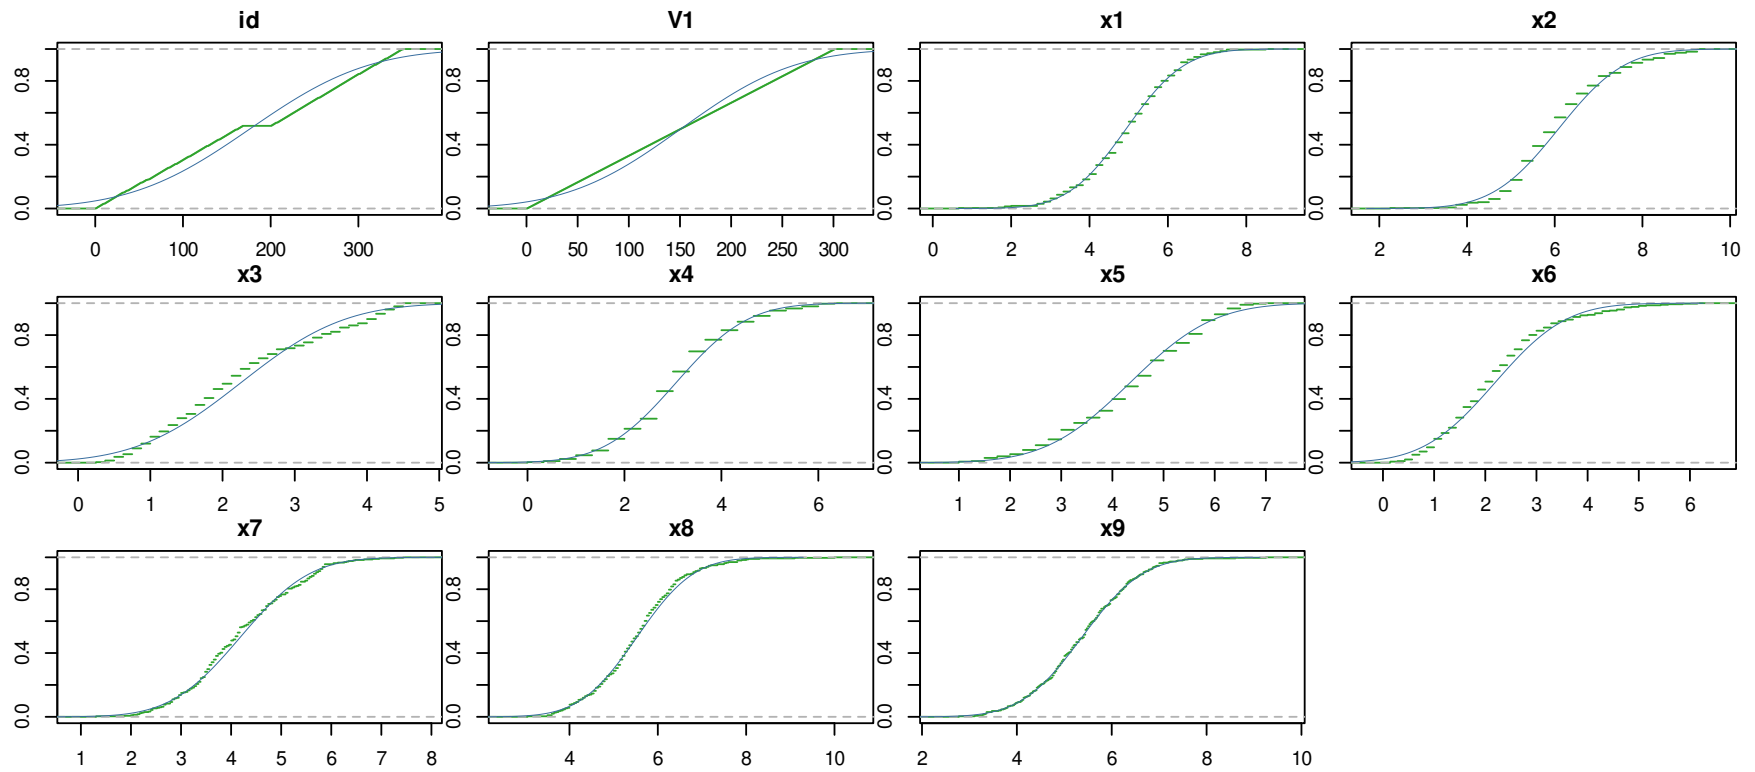 id V1 x1 x2
0.0 0.4 0.8 0.0 0.4 0.8 0.0 0.4 0.8 0.0 0.4 0.8
0 100 200 300 0 50 100 150 200 250 300 0 2 4 6 8 2 4 6 8 10
x3 x4 x5 x6
0.0 0.4 0.8 0.0 0.4 0.8 0.0 0.4 0.8 0.0 0.4 0.8
0 1 2 3 4 5 0 2 4 6 1 2 3 4 5 6 7 0 1 2 3 4 5 6
x7 x8 x9
0.0 0.4 0.8 0.0 0.4 0.8 0.0 0.4 0.8
1 2 3 4 5 6 7 8 4 6 8 10 2 4 6 8 10